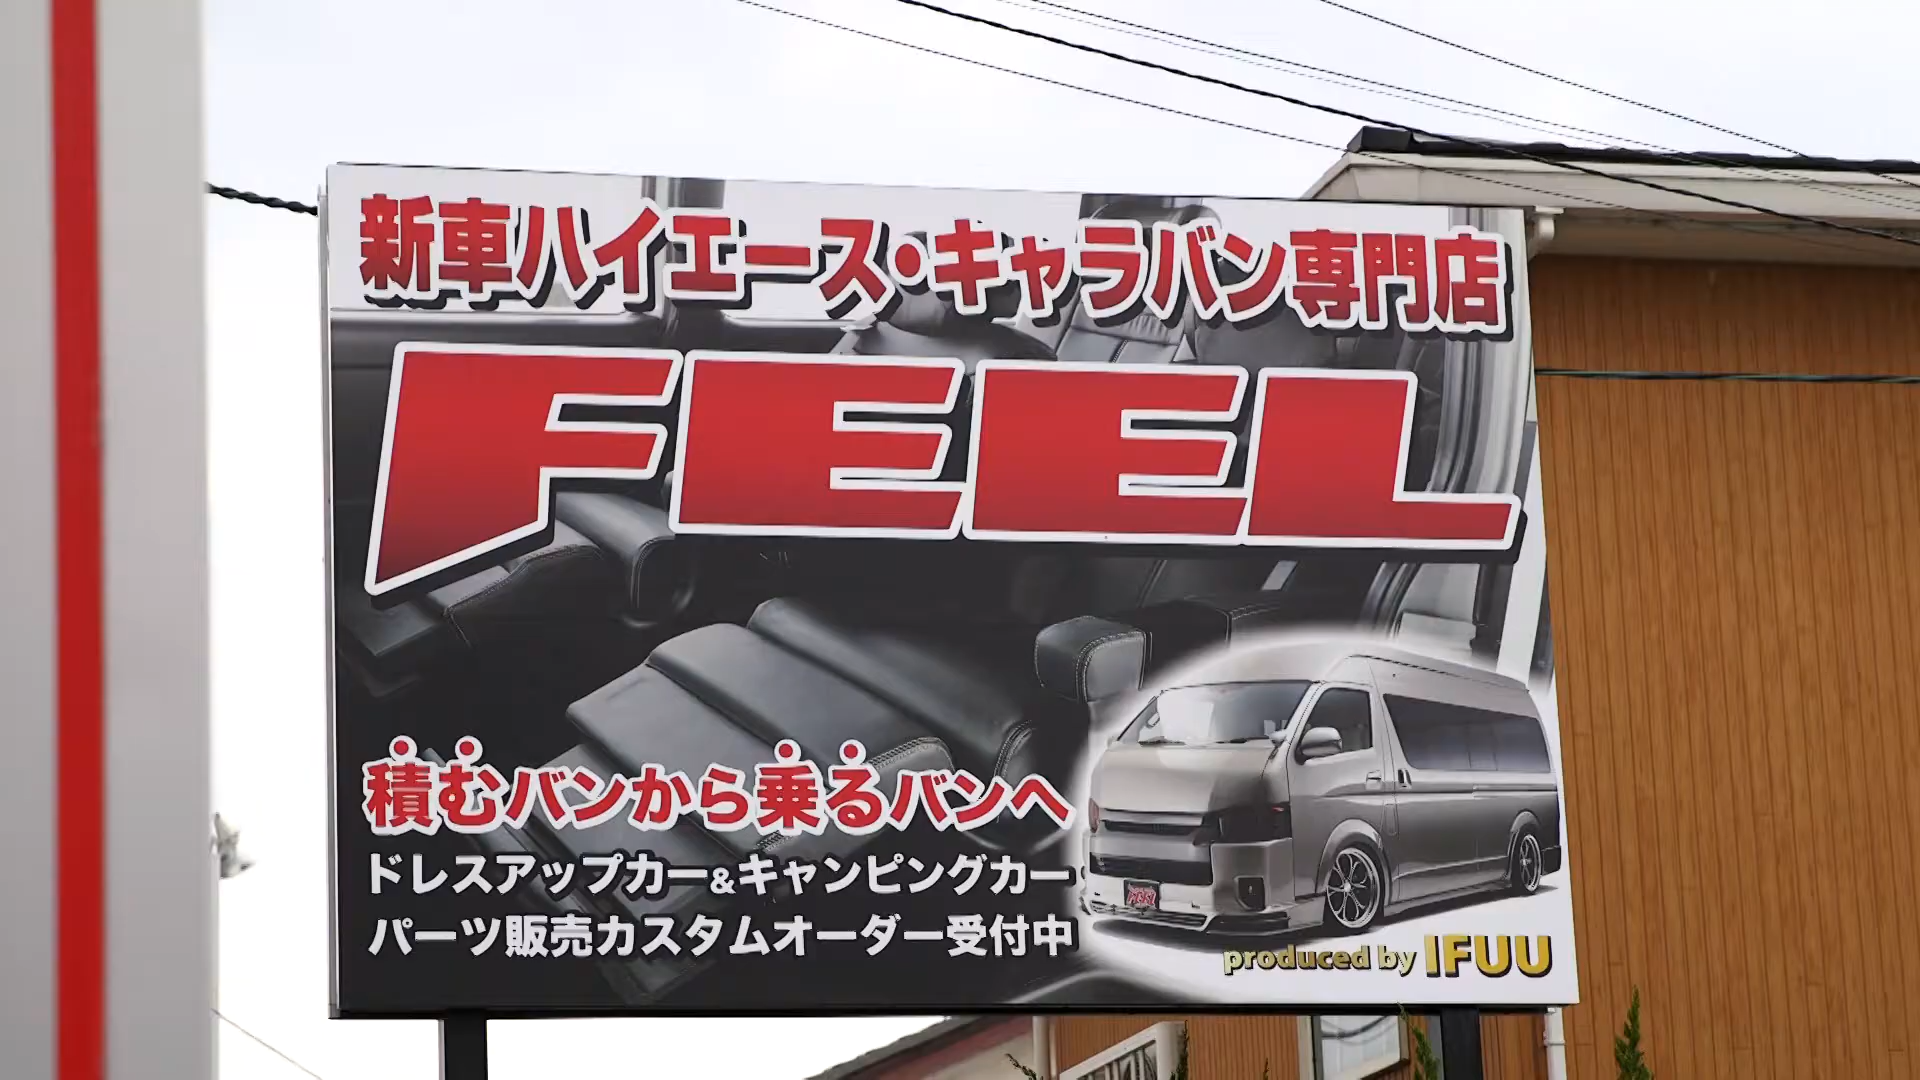 新車ハイエース・キャラバン専門店
FEEL
積むバンから乗るバンへ
ドレスアップカー&キャンピングカー
パーツ販売カスタムオーダー受付中
produced by IFUU